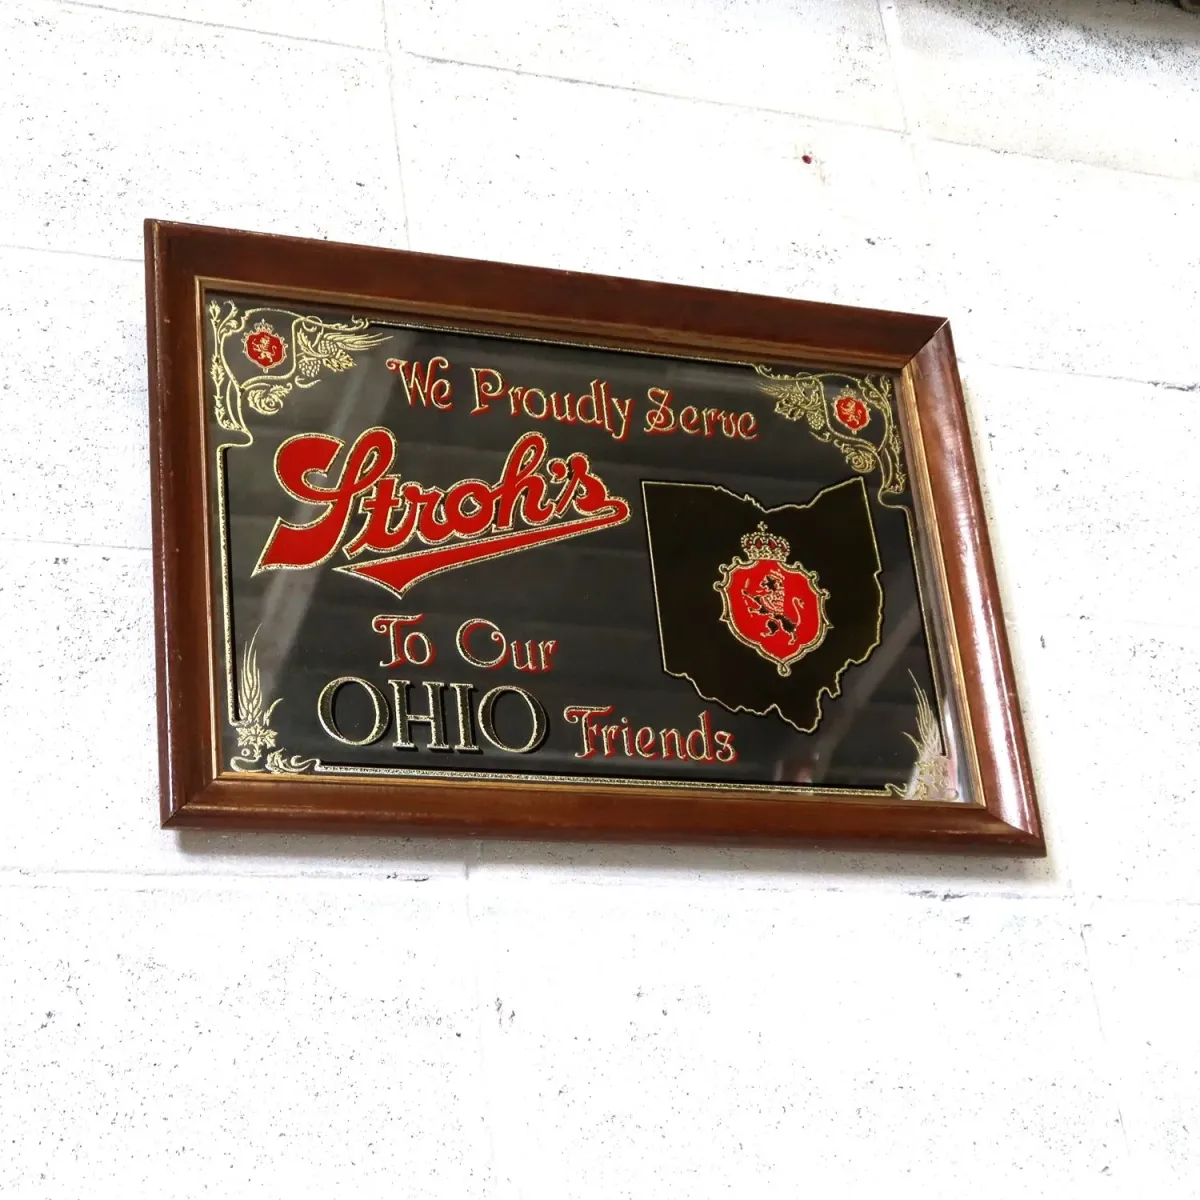 We Proudly Serve
Stroh's
To Our
OHIO Friends